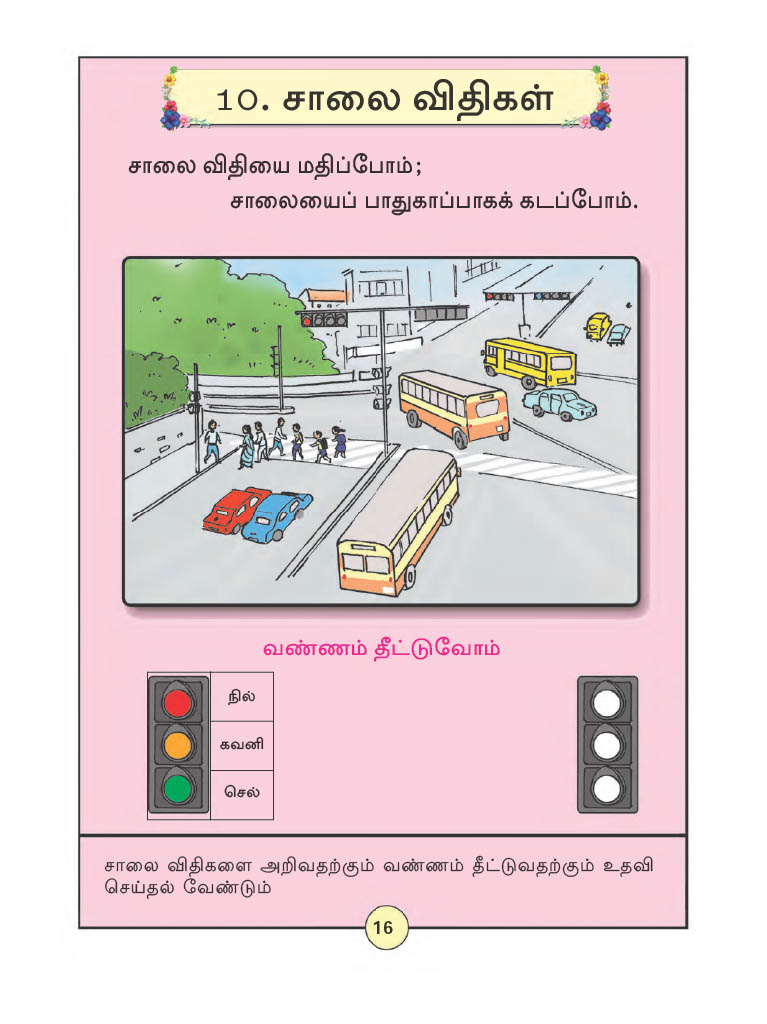 10. சாலை விதிகள்
சாலை விதியை மதிப்போம்;
சாலையைப் பாதுகாப்பாகக் கடப்போம்.
வண்ணம் தீட்டுவோம்
நில்
கவனி
செல்
சாலை விதிகளை அறிவதற்கும் வண்ணம் தீட்டுவதற்கும் உதவி
செய்தல் வேண்டும்
16